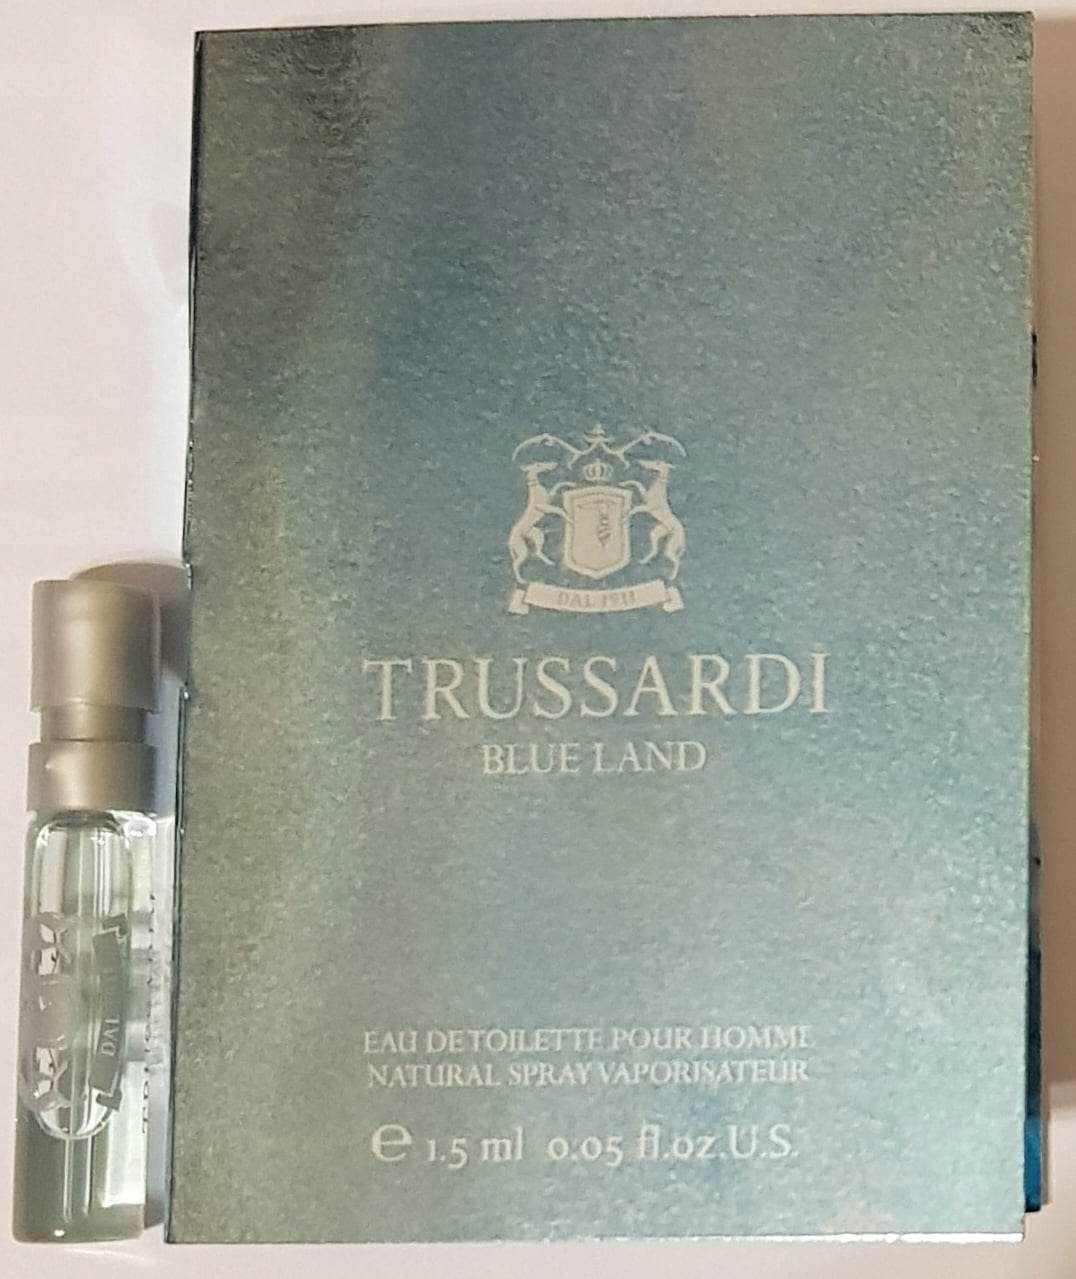 DAL 1911
TRUSSARDI
BLUE LAND
EAU DE TOILETTE POUR HOMME
NATURAL SPRAY VAPORISATEUR
e 1.5 ml 0.05 fl.oz.U.S.
DAL